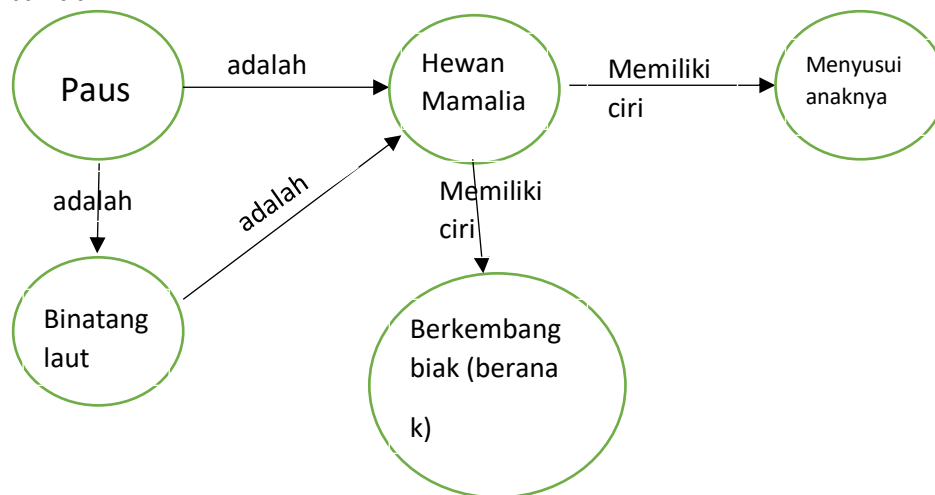 Paus
adalah
Hewan
Mamalia
Memiliki
ciri
Menyusui
anaknya
adalah
adalah
Memiliki
ciri
Binatang
laut
Berkembang
biak (berana
k)